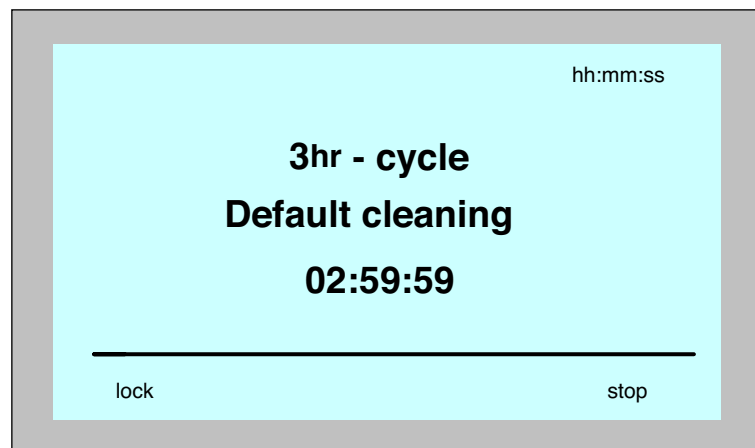 hh:mm:ss
3hr - cycle
Default cleaning
02:59:59
lock stop